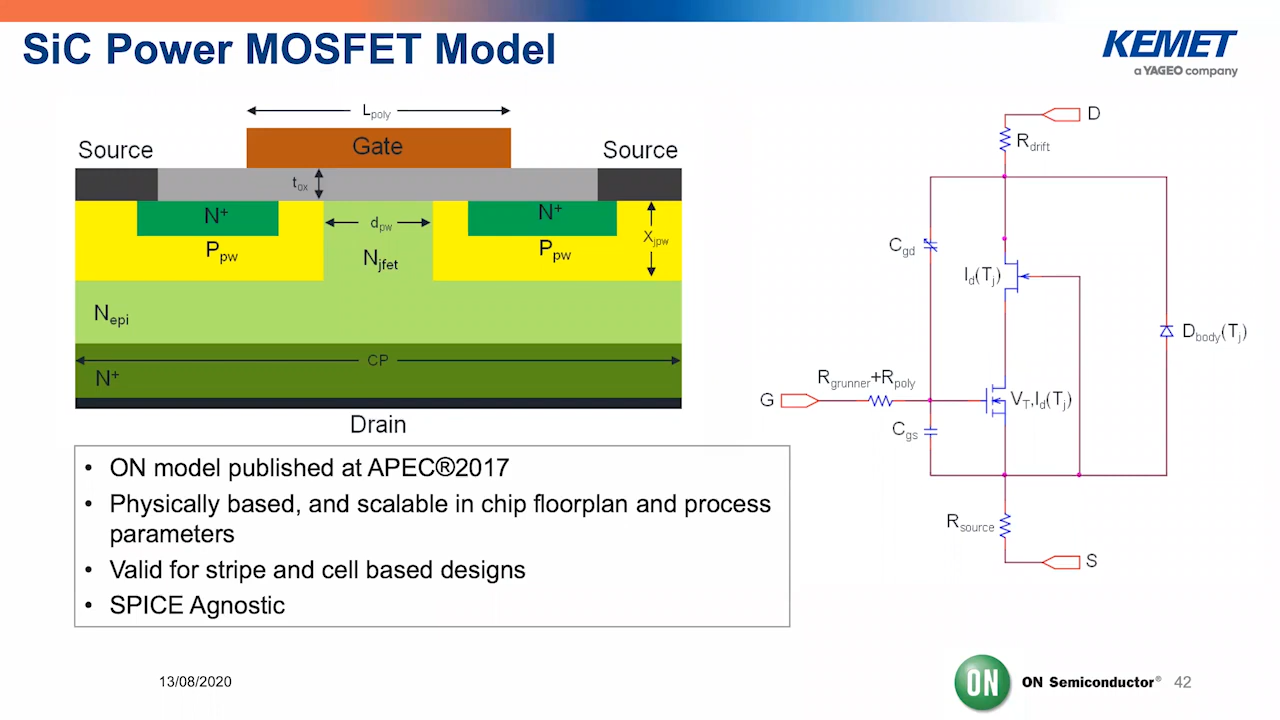 SiC Power MOSFET Model
KEMET
a YAGEO company
Lpoly
Source
Gate
Source
tox
N+
dpw
N+
Xjpw
Ppw
Njfet
Ppw
Nepi
CP
N+
Drain
D
Rdrift
Cgd
Id(Tj)
Dbody(Tj)
Rgrunner+Rpoly
G
VT,Id(Tj)
Cgs
Rsource
S
• ON model published at APEC®2017
• Physically based, and scalable in chip floorplan and process
parameters
• Valid for stripe and cell based designs
• SPICE Agnostic
13/08/2020
ON
ON Semiconductor®
42